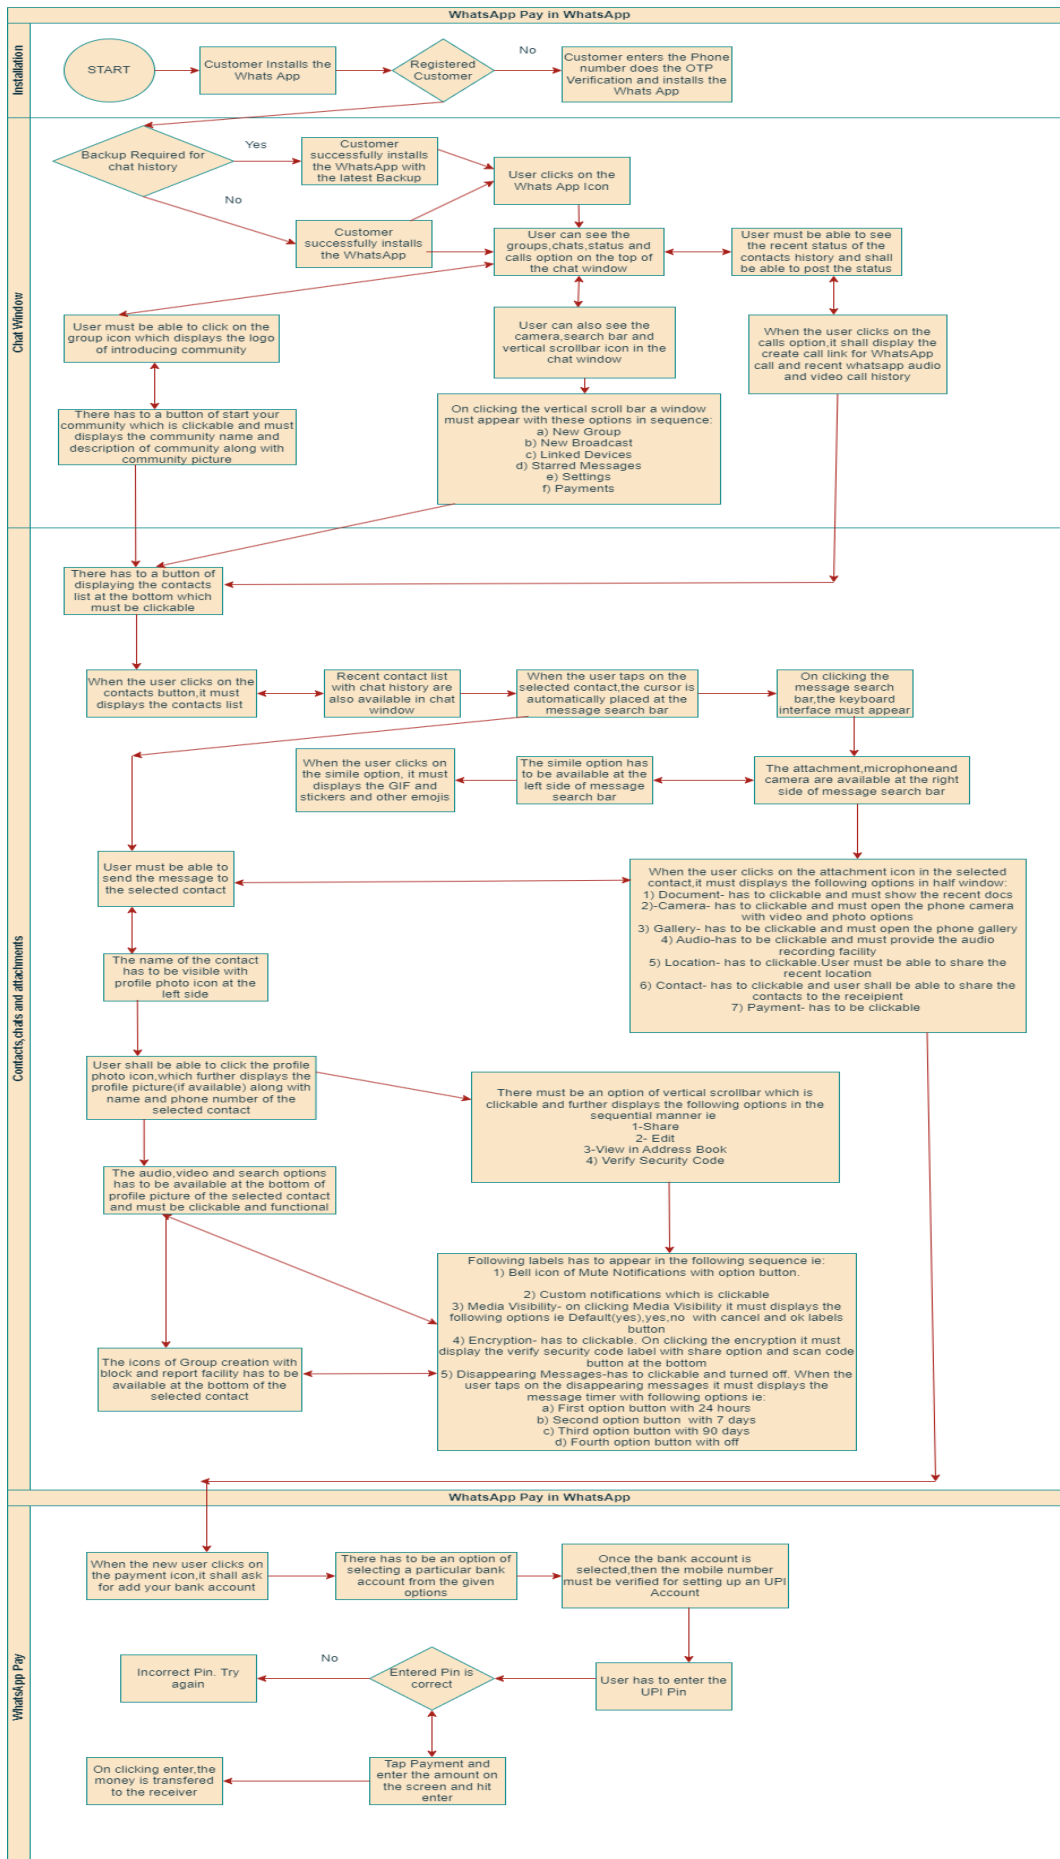 WhatsApp Pay in WhatsApp
Installation
START
Customer Installs the
Whats App
Registered
Customer
No
Customer enters the Phone
number does the OTP
Verification and installs the
Whats App
Chat Window
Backup Required for
chat history
Yes
Customer
successfully installs
the WhatsApp with
the latest Backup
User clicks on the
Whats App Icon
No
Customer
successfully installs
the WhatsApp
User can see the
groups,chats,status and
calls option on the top of
the chat window
User must be able to see
the recent status of the
contacts history and shall
be able to post the status
User must be able to click on the
group icon which displays the logo
of introducing community
User can also see the
camera,search bar and
vertical scrollbar icon in the
chat window
When the user clicks on the
calls option,it shall display the
create call link for WhatsApp
call and recent whatsapp audio
and video call history
There has to a button of start your
community which is clickable and must
displays the community name and
description of community along with
community picture
On clicking the vertical scroll bar a window
must appear with these options in sequence:
a) New Group
b) New Broadcast
c) Linked Devices
d) Starred Messages
e) Settings
f) Payments
Contacts,chats and attachments
There has to a button of
displaying the contacts
list at the bottom which
must be clickable
When the user clicks on the
contacts button,it must
displays the contacts list
Recent contact list
with chat history are
also available in chat
window
When the user taps on the
selected contact,the cursor is
automatically placed at the
message search bar
On clicking the
message search
bar,the keyboard
interface must appear
When the user clicks on
the simile option, it must
displays the GIF and
stickers and other emojis
The simile option has
to be available at the
left side of message
search bar
The attachment,microphoneand
camera are available at the right
side of message search bar
User must be able to
send the message to
the selected contact
When the user clicks on the attachment icon in the selected
contact,it must displays the following options in half window:
1) Document- has to clickable and must show the recent docs
2)-Camera- has to clickable and must open the phone camera
with video and photo options
3) Gallery- has to be clickable and must open the phone gallery
4) Audio-has to be clickable and must provide the audio
recording facility
5) Location- has to clickable.User must be able to share the
recent location
6) Contact- has to clickable and user shall be able to share the
contacts to the receipient
7) Payment- has to be clickable
The name of the contact
has to be visible with
profile photo icon at the
left side
User shall be able to click the profile
photo icon,which further displays the
profile picture(if available) along with
name and phone number of the
selected contact
There must be an option of vertical scrollbar which is
clickable and further displays the following options in the
sequential manner ie
1-Share
2- Edit
3-View in Address Book
4) Verify Security Code
The audio,video and search options
has to be available at the bottom of
profile picture of the selected contact
and must be clickable and functional
Following labels has to appear in the following sequence ie:
1) Bell icon of Mute Notifications with option button.
2) Custom notifications which is clickable
3) Media Visibility- on clicking Media Visibility it must displays the
following options ie Default(yes),yes,no with cancel and ok labels
button
4) Encryption- has to clickable. On clicking the encryption it must
display the verify security code label with share option and scan code
button at the bottom
5) Disappearing Messages-has to clickable and turned off. When the
user taps on the disappearing messages it must displays the
message timer with following options ie:
a) First option button with 24 hours
b) Second option button with 7 days
c) Third option button with 90 days
d) Fourth option button with off
The icons of Group creation with
block and report facility has to be
available at the bottom of the
selected contact
WhatsApp Pay in WhatsApp
WhatsApp Pay
When the new user clicks on
the payment icon,it shall ask
for add your bank account
There has to be an option of
selecting a particular bank
account from the given
options
Once the bank account is
selected,then the mobile number
must be verified for setting up an UPI
Account
Incorrect Pin. Try
again
No
Entered Pin is
correct
User has to enter the
UPI Pin
On clicking enter,the
money is transfered
to the receiver
Tap Payment and
enter the amount on
the screen and hit
enter